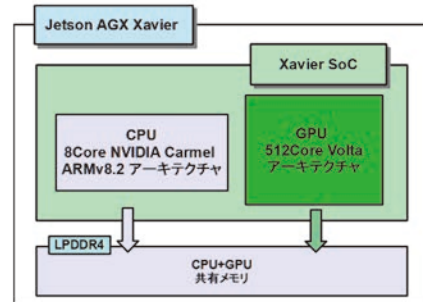 Jetson AGX Xavier
Xavier SoC
CPU
8Core NVIDIA Carmel
ARMv8.2 アーキテクチャ
GPU
512Core Volta
アーキテクチャ
LPDDR4
CPU+GPU
共有メモリ